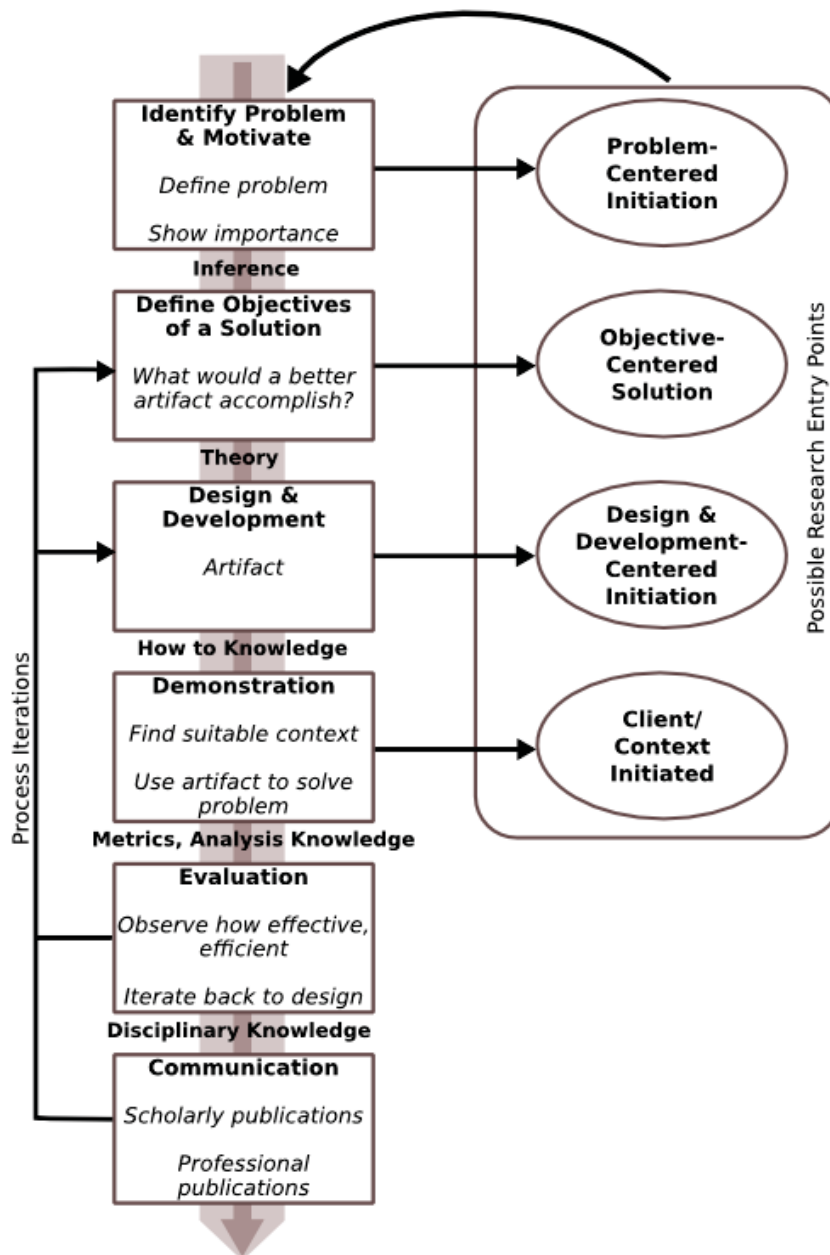 Identify Problem
& Motivate
Define problem
Show importance
Inference
Define Objectives
of a Solution
What would a better
artifact accomplish?
Theory
Design &
Development
Artifact
How to Knowledge
Demonstration
Find suitable context
Use artifact to solve
problem
Metrics, Analysis Knowledge
Evaluation
Observe how effective,
efficient
Iterate back to design
Disciplinary Knowledge
Communication
Scholarly publications
Professional
publications
Process Iterations
Problem-
Centered
Initiation
Objective-
Centered
Solution
Design &
Development-
Centered
Initiation
Client/
Context
Initiated
Possible Research Entry Points